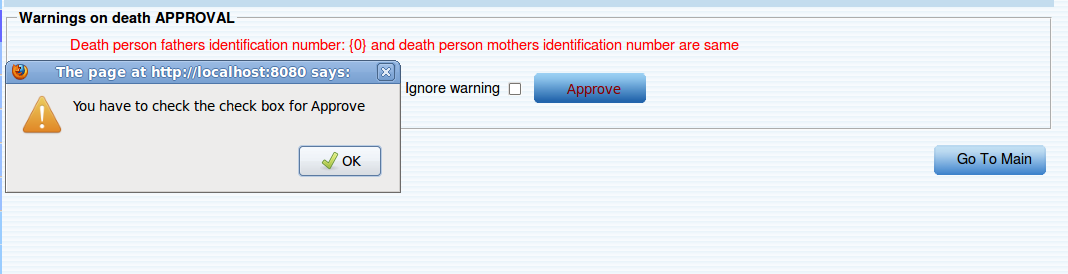 Warnings on death APPROVAL
Death person fathers identification number: {0} and death person mothers identification number are same
The page at http://localhost:8080 says:
You have to check the check box for Approve
OK
Ignore warning
Approve
Go To Main